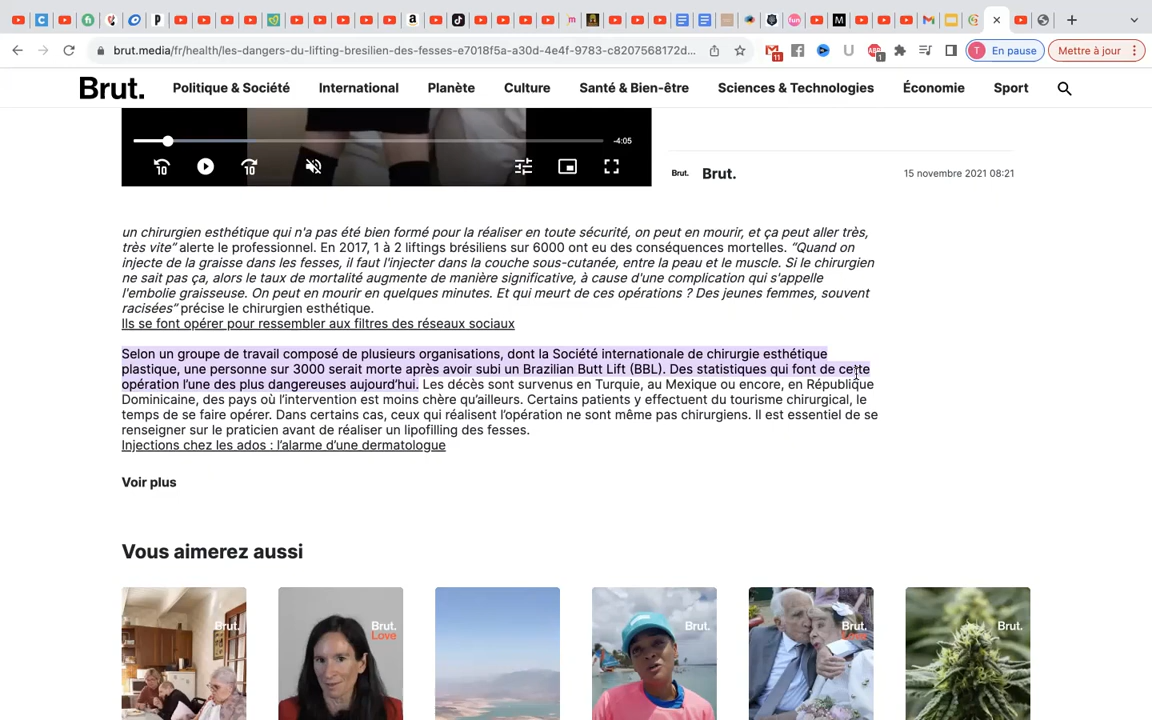 brut.media/fr/health/les-dangers-du-lifting-bresilien-des-fesses-e7018f5a-a30d-4e4f-9783-c8207568172d...
11
1
T En pause
Mettre à jour
Brut.
Politique & Société
International
Planète
Culture
Santé & Bien-être
Sciences & Technologies
Économie
Sport
10
10
-4:05
Brut.
Brut.
15 novembre 2021 08:21
un chirurgien esthétique qui n'a pas été bien formé pour la réaliser en toute sécurité, on peut en mourir, et ça peut aller très,
très vite” alerte le professionnel. En 2017, 1 à 2 liftings brésiliens sur 6000 ont eu des conséquences mortelles. “Quand on
injecte de la graisse dans les fesses, il faut l'injecter dans la couche sous-cutanée, entre la peau et le muscle. Si le chirurgien
ne sait pas ça, alors le taux de mortalité augmente de manière significative, à cause d'une complication qui s'appelle
l'embolie graisseuse. On peut en mourir en quelques minutes. Et qui meurt de ces opérations ? Des jeunes femmes, souvent
racisées” précise le chirurgien esthétique.
Ils se font opérer pour ressembler aux filtres des réseaux sociaux
Selon un groupe de travail composé de plusieurs organisations, dont la Société internationale de chirurgie esthétique
plastique, une personne sur 3000 serait morte après avoir subi un Brazilian Butt Lift (BBL). Des statistiques qui font de cette
opération l’une des plus dangereuses aujourd’hui. Les décès sont survenus en Turquie, au Mexique ou encore, en République
Dominicaine, des pays où l’intervention est moins chère qu’ailleurs. Certains patients y effectuent du tourisme chirurgical, le
temps de se faire opérer. Dans certains cas, ceux qui réalisent l’opération ne sont même pas chirurgiens. Il est essentiel de se
renseigner sur le praticien avant de réaliser un lipofilling des fesses.
Injections chez les ados : l’alarme d’une dermatologue
Voir plus
Vous aimerez aussi
Brut.
Brut.
Love
Brut.
Brut.
Brut.
Love
Brut.